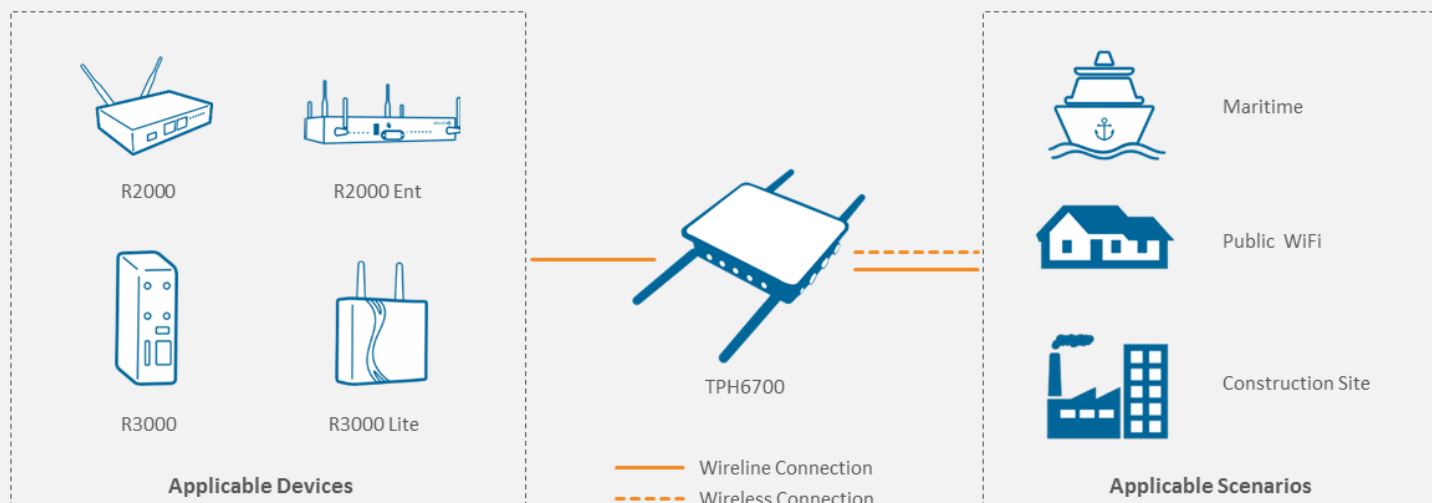 R2000
R2000 Ent
R3000
R3000 Lite
Applicable Devices
TPH6700
Wireline Connection
Wireless Connection
Maritime
Public WiFi
Construction Site
Applicable Scenarios